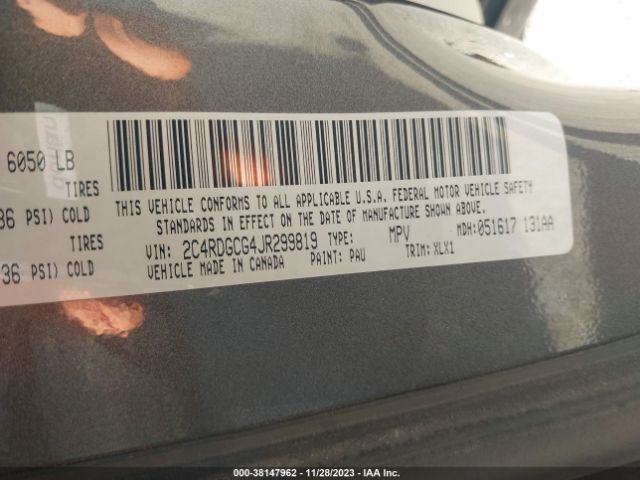 6050 LB
TIRES
36 PSI) COLD
TIRES
36 PSI) COLD
THIS VEHICLE CONFORMS TO ALL APPLICABLE U.S.A. FEDERAL MOTOR VEHICLE SAFETY
STANDARDS IN EFFECT ON THE DATE OF MANUFACTURE SHOWN ABOVE.
VIN: 2C4RDGCG4JR299819 TYPE: MPV MDH:051617 131AA
VEHICLE MADE IN CANADA PAINT: PAU TRIM: XLX1
000-38147962 - 11/28/2023 - IAA Inc.